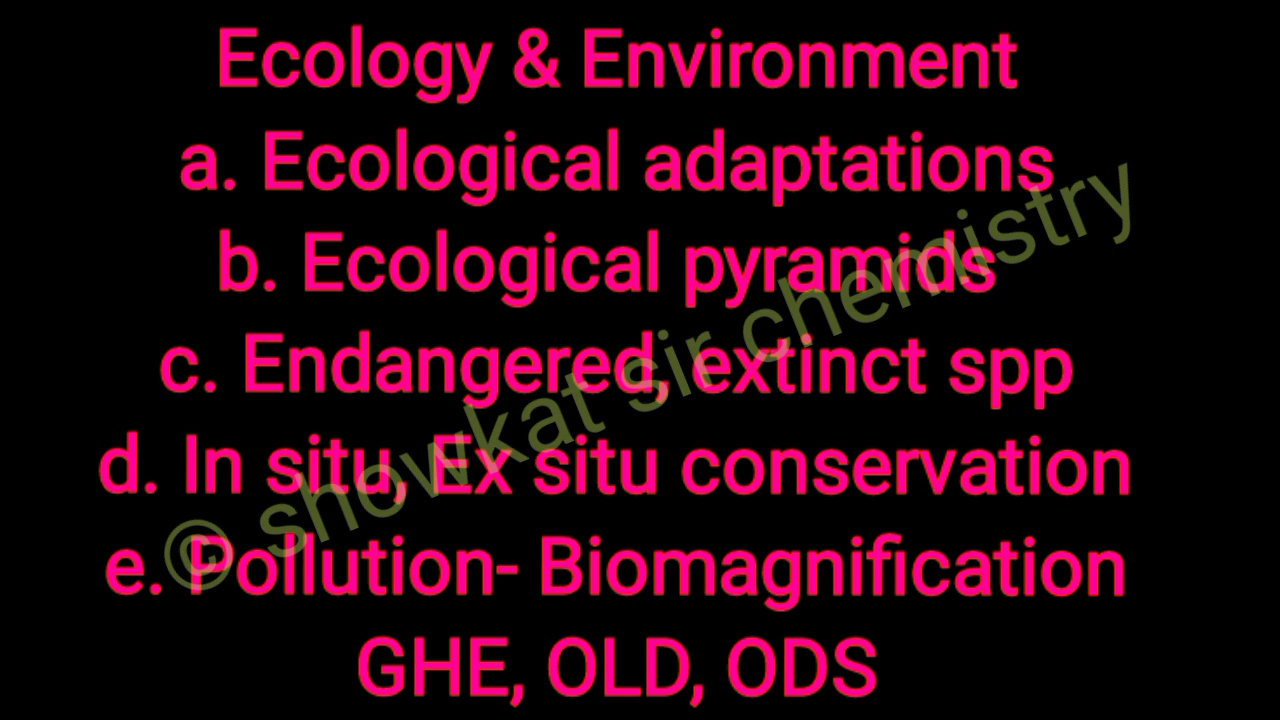 Ecology & Environment
a. Ecological adaptations
b. Ecological pyramids
c. Endangered, extinct spp
d. In situ, Ex situ conservation
e. Pollution- Biomagnification
GHE, OLD, ODS
© showkat sir chemistry